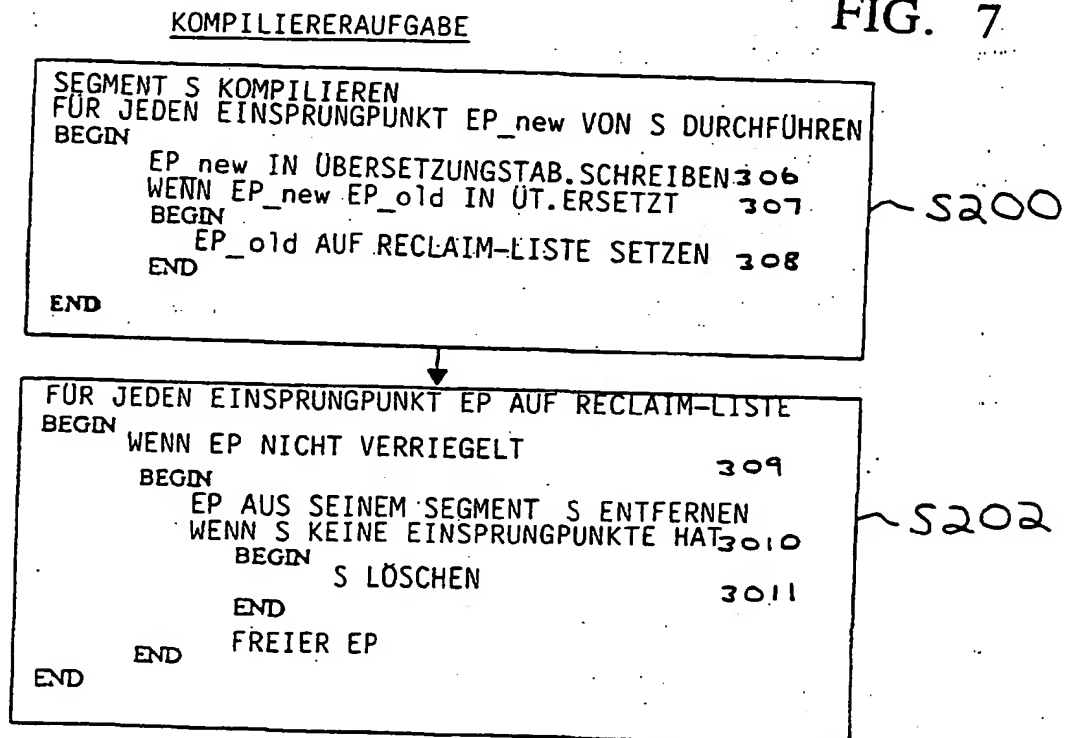 KOMPILIERERAUFGABE
FIG. 7
SEGMENT S KOMPILIEREN
FÜR JEDEN EINSPRUNGPUNKT EP_new VON S DURCHFÜHREN
BEGIN
EP_new IN ÜBERSETZUNGSTAB.SCHREIBEN 306
WENN EP_new EP_old IN ÜT.ERSETZT 307
BEGIN
EP_old AUF RECLAIM-LISTE SETZEN 308
END
END
S200
FÜR JEDEN EINSPRUNGPUNKT EP AUF RECLAIM-LISTE
BEGIN
WENN EP NICHT VERRIEGELT 309
BEGIN
EP AUS SEINEM SEGMENT S ENTFERNEN
WENN S KEINE EINSPRUNGPUNKTE HAT 3010
BEGIN
S LÖSCHEN 3011
END
FREIER EP
END
END
S202